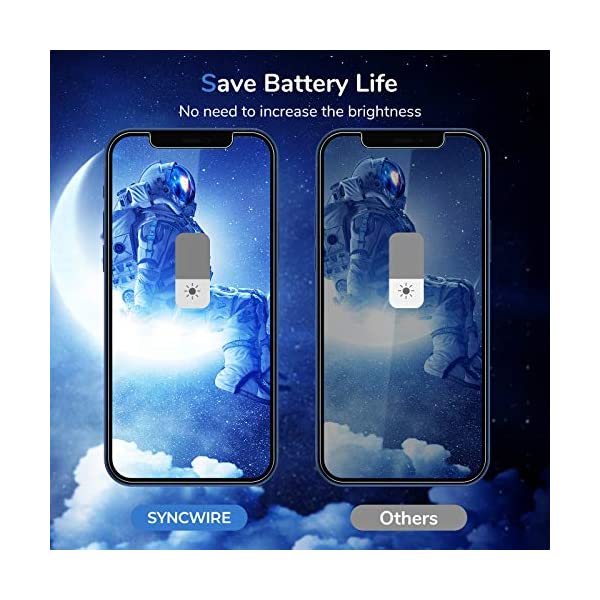 Save Battery Life
No need to increase the brightness
SYNCWIRE
Others